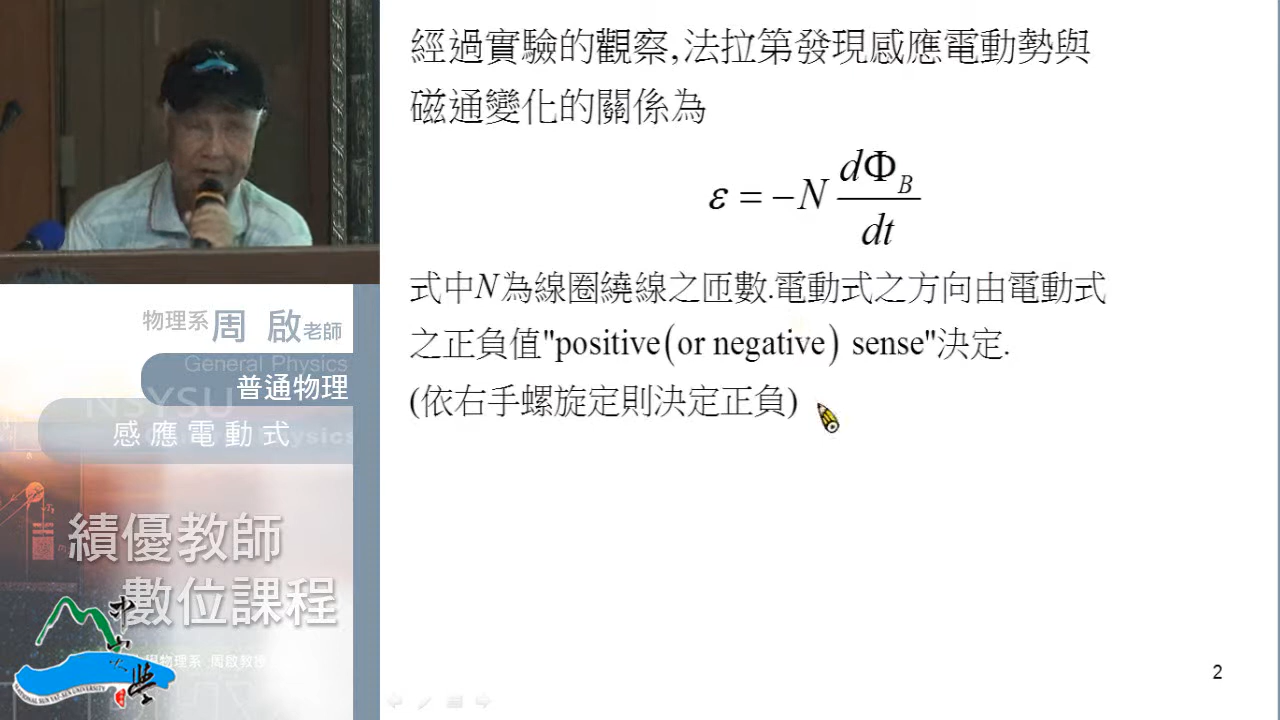 經過實驗的觀察,法拉第發現感應電動勢與
磁通變化的關係為
ε = −N dΦ_B/dt
式中N為線圈繞線之匝數.電動式之方向由電動式
之正負值"positive(or negative) sense"決定.
(依右手螺旋定則決定正負)
物理系周 啟老師
General Physics
普通物理
NSYSU
感應電動式
績優教師
數位課程
NATIONAL SUN YAT-SEN UNIVERSITY
2